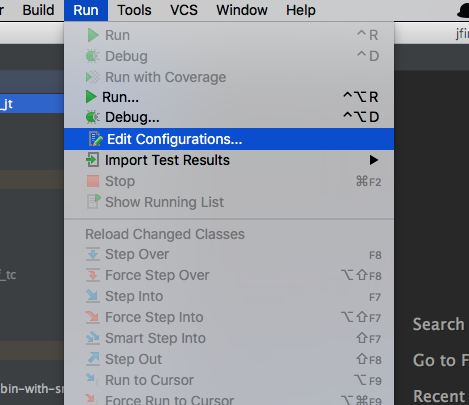 Build Run Tools VCS Window Help
jfin
Run ^R
Debug ^D
Run with Coverage
_jt
Run... ^⌥R
Debug... ^⌥D
Edit Configurations...
Import Test Results
Stop ⌘F2
Show Running List
Reload Changed Classes
Step Over F8
_tc
Force Step Over ⌥⇧F8
Step Into F7
Force Step Into ⌥⇧F7
Search
Smart Step Into ⇧F7
Step Out ⇧F8
Go to F
Run to Cursor ⌥F9
bin-with-sr
Recent
Force Run to Cursor ⌥⌘F9